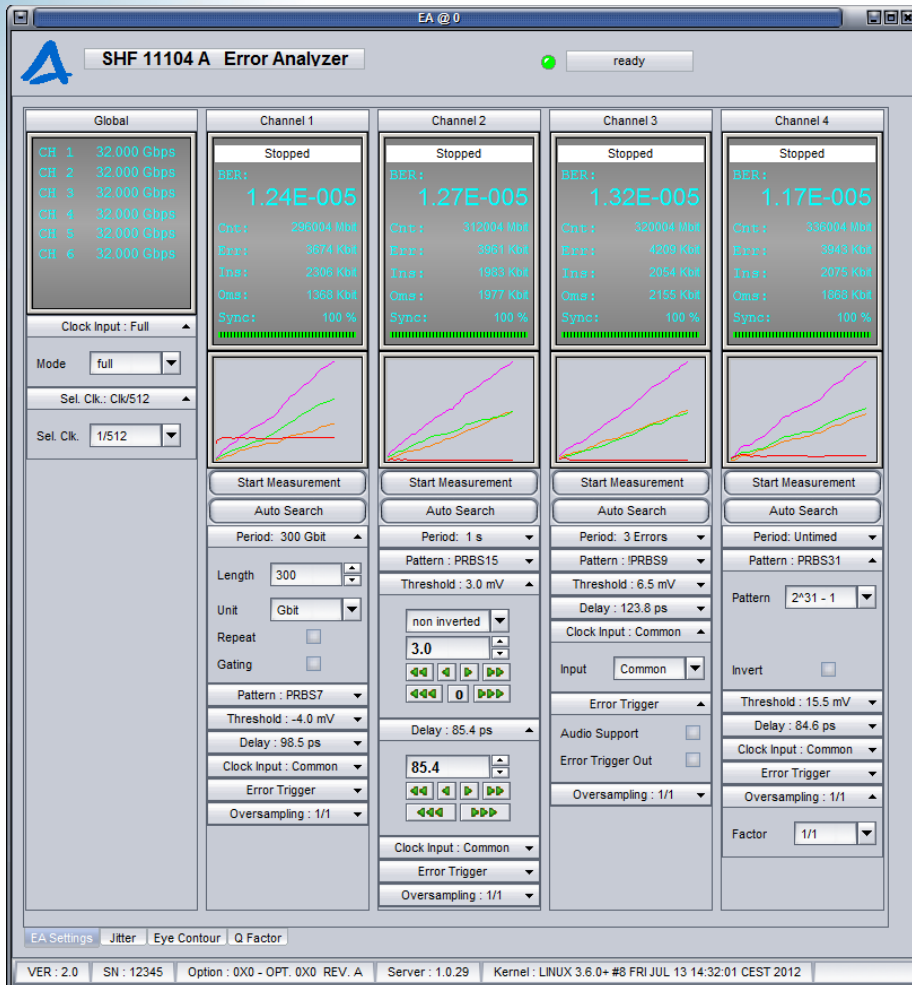 EA @ 0
SHF 11104 A Error Analyzer
ready
Global
CH 1 32.000 Gbps
CH 2 32.000 Gbps
CH 3 32.000 Gbps
CH 4 32.000 Gbps
CH 5 32.000 Gbps
CH 6 32.000 Gbps
Clock Input : Full
Mode full
Sel. Clk.: Clk/512
Sel. Clk. 1/512
Channel 1
Stopped
BER:
1.24E-005
Cnt: 296004 Mbit
Err: 3674 Kbit
Ins: 2306 Kbit
Oms: 1368 Kbit
Sync: 100 %
Start Measurement
Auto Search
Period: 300 Gbit
Length 300
Unit Gbit
Repeat
Gating
Pattern : PRBS7
Threshold : -4.0 mV
Delay : 98.5 ps
Clock Input : Common
Error Trigger
Oversampling : 1/1
Channel 2
Stopped
BER:
1.27E-005
Cnt: 312004 Mbit
Err: 3961 Kbit
Ins: 1983 Kbit
Oms: 1977 Kbit
Sync: 100 %
Start Measurement
Auto Search
Period: 1 s
Pattern : PRBS15
Threshold : 3.0 mV
non inverted
3.0
0
Delay : 85.4 ps
85.4
Clock Input : Common
Error Trigger
Oversampling : 1/1
Channel 3
Stopped
BER:
1.32E-005
Cnt: 320004 Mbit
Err: 4209 Kbit
Ins: 2054 Kbit
Oms: 2155 Kbit
Sync: 100 %
Start Measurement
Auto Search
Period: 3 Errors
Pattern : !PRBS9
Threshold : 6.5 mV
Delay : 123.8 ps
Clock Input : Common
Input Common
Error Trigger
Audio Support
Error Trigger Out
Oversampling : 1/1
Channel 4
Stopped
BER:
1.17E-005
Cnt: 336004 Mbit
Err: 3943 Kbit
Ins: 2075 Kbit
Oms: 1868 Kbit
Sync: 100 %
Start Measurement
Auto Search
Period: Untimed
Pattern : PRBS31
Pattern 2^31 - 1
Invert
Threshold : 15.5 mV
Delay : 84.6 ps
Clock Input : Common
Error Trigger
Oversampling : 1/1
Factor 1/1
EA Settings Jitter Eye Contour Q Factor
VER : 2.0 SN : 12345 Option : 0X0 - OPT. 0X0 REV. A Server : 1.0.29 Kernel : LINUX 3.6.0+ #8 FRI JUL 13 14:32:01 CEST 2012